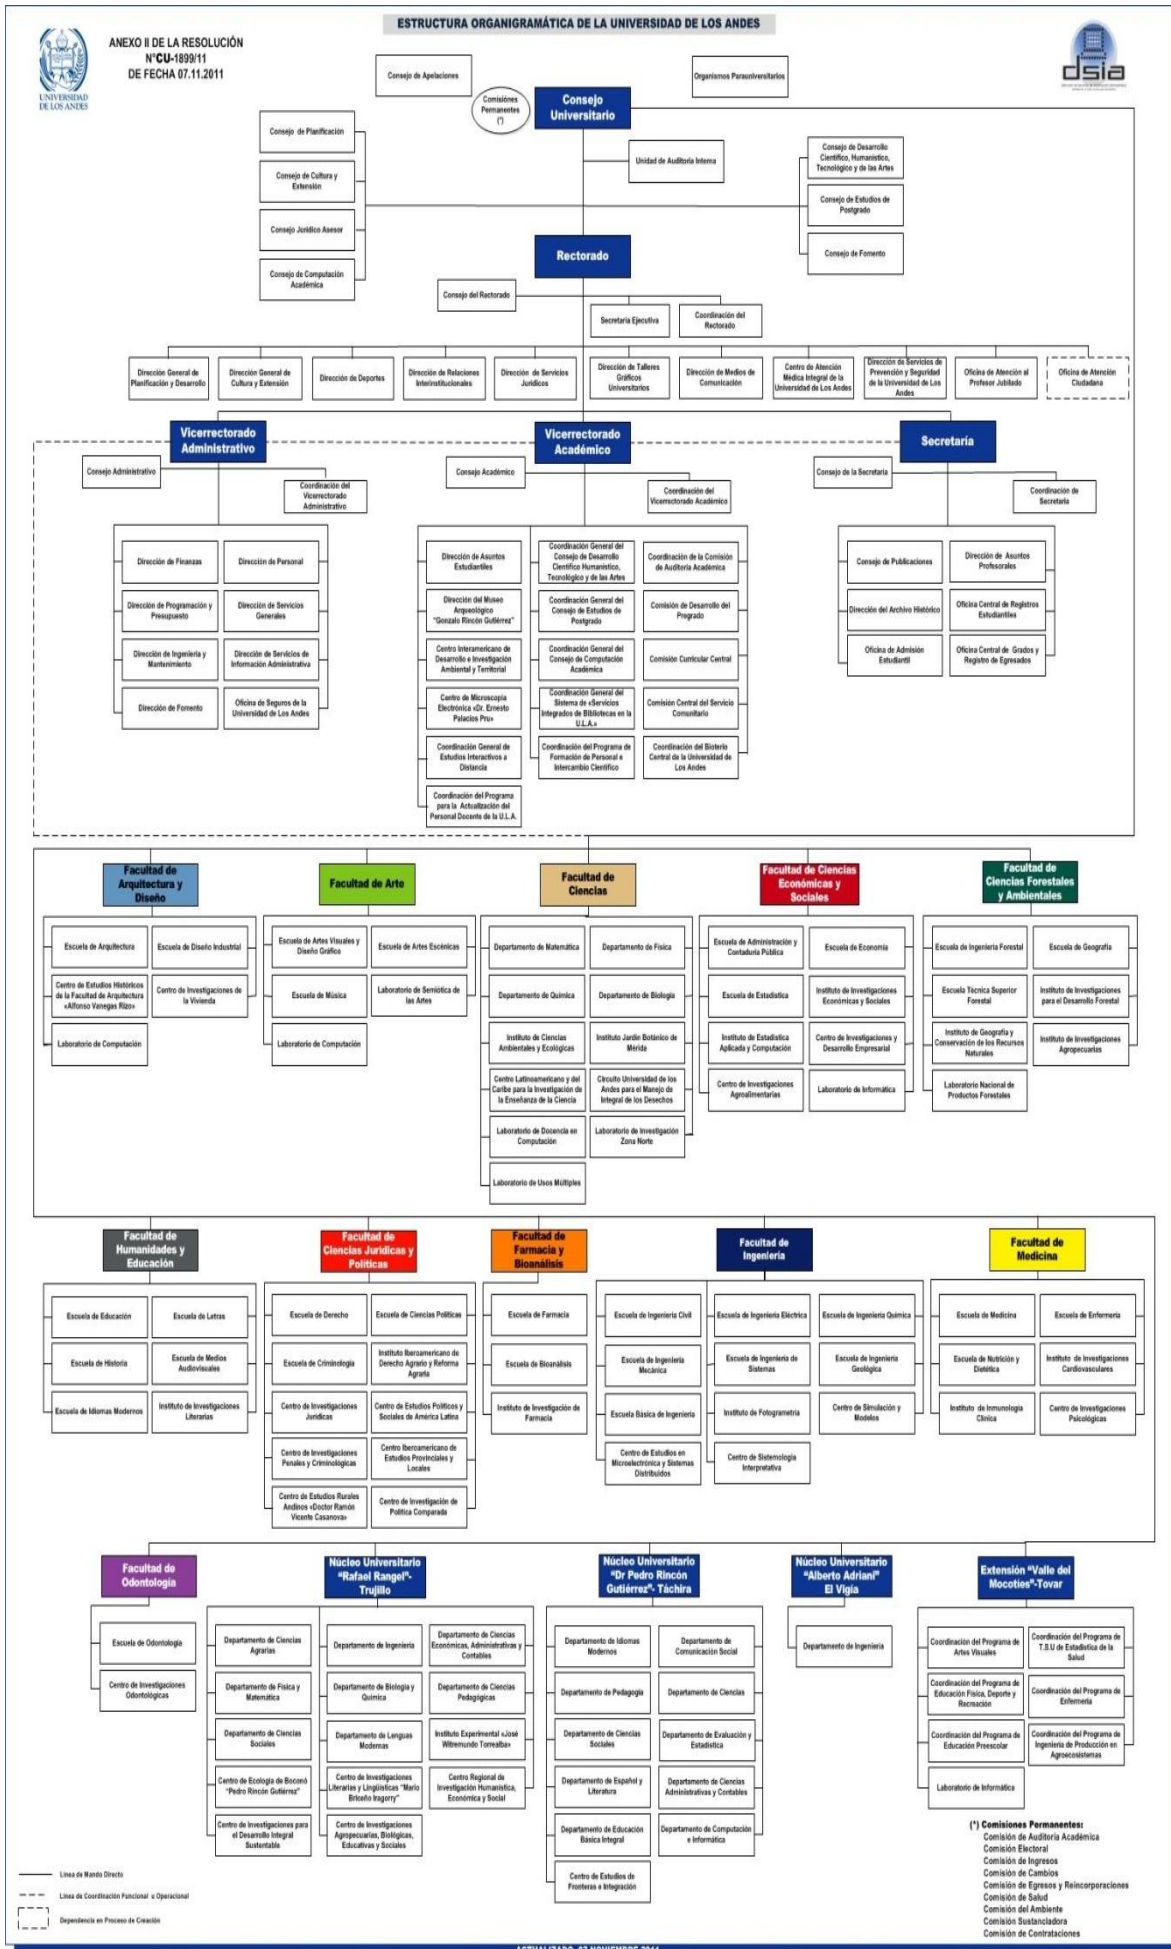 ESTRUCTURA ORGANIGRAMÁTICA DE LA UNIVERSIDAD DE LOS ANDES
UNIVERSIDAD
DE LOS ANDES
ANEXO II DE LA RESOLUCIÓN
N°CU-1899/11
DE FECHA 07.11.2011
dsia
Consejo de Apelaciones
Organismos Parauniversitarios
Comisiónes
Permanentes
(*)
Consejo
Universitario
Consejo de Planificación
Consejo de Cultura y
Extensión
Consejo Jurídico Asesor
Consejo de Computación
Académica
Unidad de Auditoría Interna
Consejo de Desarrollo
Científico, Humanístico,
Tecnológico y de las Artes
Consejo de Estudios de
Postgrado
Consejo de Fomento
Rectorado
Consejo del Rectorado
Secretaría Ejecutiva
Coordinación del
Rectorado
Dirección General de
Planificación y Desarrollo
Dirección General de
Cultura y Extensión
Dirección de Deportes
Dirección de Relaciones
Interinstitucionales
Dirección de Servicios
Jurídicos
Dirección de Talleres
Gráficos
Universitarios
Dirección de Medios de
Comunicación
Centro de Atención
Médica Integral de la
Universidad de Los Andes
Dirección de Servicios de
Prevención y Seguridad
de la Universidad de Los
Andes
Oficina de Atención al
Profesor Jubilado
Oficina de Atención
Ciudadana
Vicerrectorado
Administrativo
Consejo Administrativo
Coordinación del
Vicerrectorado
Administrativo
Dirección de Finanzas
Dirección de Personal
Dirección de Programación y
Presupuesto
Dirección de Servicios
Generales
Dirección de Ingeniería y
Mantenimiento
Dirección de Servicios de
Información Administrativa
Dirección de Fomento
Oficina de Seguros de la
Universidad de Los Andes
Vicerrectorado
Académico
Consejo Académico
Coordinación del
Vicerrectorado Académico
Dirección de Asuntos
Estudiantiles
Coordinación General del
Consejo de Desarrollo
Científico Humanístico,
Tecnológico y de las Artes
Coordinación de la Comisión
de Auditoría Académica
Dirección del Museo
Arqueológico
"Gonzalo Rincón Gutiérrez"
Coordinación General del
Consejo de Estudios de
Postgrado
Comisión de Desarrollo del
Pregrado
Centro Interamericano de
Desarrollo e Investigación
Ambiental y Territorial
Coordinación General del
Consejo de Computación
Académica
Comisión Curricular Central
Centro de Microscopía
Electrónica «Dr. Ernesto
Palacios Pru»
Coordinación General del
Sistema de «Servicios
Integrados de Bibliotecas en la
U.L.A.»
Comisión Central del Servicio
Comunitario
Coordinación General de
Estudios Interactivos a
Distancia
Coordinación del Programa de
Formación de Personal e
Intercambio Científico
Coordinación del Bioterio
Central de la Universidad de
Los Andes
Coordinación del Programa
para la Actualización del
Personal Docente de la U.L.A.
Secretaría
Consejo de la Secretaría
Coordinación de
Secretaría
Consejo de Publicaciones
Dirección de Asuntos
Profesorales
Dirección del Archivo Histórico
Oficina Central de Registros
Estudiantiles
Oficina de Admisión
Estudiantil
Oficina Central de Grados y
Registro de Egresados
Facultad de
Arquitectura y
Diseño
Escuela de Arquitectura
Escuela de Diseño Industrial
Centro de Estudios Históricos
de la Facultad de Arquitectura
«Alfonso Vanegas Rizo»
Centro de Investigaciones de
la Vivienda
Laboratorio de Computación
Facultad de Arte
Escuela de Artes Visuales y
Diseño Gráfico
Escuela de Artes Escénicas
Escuela de Música
Laboratorio de Semiótica de
las Artes
Laboratorio de Computación
Facultad de
Ciencias
Departamento de Matemática
Departamento de Física
Departamento de Química
Departamento de Biología
Instituto de Ciencias
Ambientales y Ecológicas
Instituto Jardín Botánico de
Mérida
Centro Latinoamericano y del
Caribe para la Investigación de
la Enseñanza de la Ciencia
Circuito Universidad de los
Andes para el Manejo de
Integral de los Desechos
Laboratorio de Docencia en
Computación
Laboratorio de Investigación
Zona Norte
Laboratorio de Usos Múltiples
Facultad de Ciencias
Económicas y
Sociales
Escuela de Administración y
Contaduría Pública
Escuela de Economía
Escuela de Estadística
Instituto de Investigaciones
Económicas y Sociales
Instituto de Estadística
Aplicada y Computación
Centro de Investigaciones y
Desarrollo Empresarial
Centro de Investigaciones
Agroalimentarias
Laboratorio de Informática
Facultad de
Ciencias Forestales
y Ambientales
Escuela de Ingeniería Forestal
Escuela de Geografía
Escuela Técnica Superior
Forestal
Instituto de Investigaciones
para el Desarrollo Forestal
Instituto de Geografía y
Conservación de los Recursos
Naturales
Instituto de Investigaciones
Agropecuarias
Laboratorio Nacional de
Productos Forestales
Facultad de
Humanidades y
Educación
Escuela de Educación
Escuela de Letras
Escuela de Historia
Escuela de Medios
Audiovisuales
Escuela de Idiomas Modernos
Instituto de Investigaciones
Literarias
Facultad de
Ciencias Jurídicas y
Políticas
Escuela de Derecho
Escuela de Ciencias Políticas
Escuela de Criminología
Instituto Iberoamericano de
Derecho Agrario y Reforma
Agraria
Centro de Investigaciones
Jurídicas
Centro de Estudios Políticos y
Sociales de América Latina
Centro de Investigaciones
Penales y Criminológicas
Centro Iberoamericano de
Estudios Provinciales y
Locales
Centro de Estudios Rurales
Andinos «Doctor Ramón
Vicente Casanova»
Centro de Investigación de
Política Comparada
Facultad de
Farmacia y
Bioanálisis
Escuela de Farmacia
Escuela de Bioanálisis
Instituto de Investigación de
Farmacia
Facultad de
Ingeniería
Escuela de Ingeniería Civil
Escuela de Ingeniería Eléctrica
Escuela de Ingeniería Química
Escuela de Ingeniería
Mecánica
Escuela de Ingeniería de
Sistemas
Escuela de Ingeniería
Geológica
Escuela Básica de Ingeniería
Instituto de Fotogrametría
Centro de Simulación y
Modelos
Centro de Estudios en
Microelectrónica y Sistemas
Distribuidos
Centro de Sistemología
Interpretativa
Facultad de
Medicina
Escuela de Medicina
Escuela de Enfermería
Escuela de Nutrición y
Dietética
Instituto de Investigaciones
Cardiovasculares
Instituto de Inmunología
Clínica
Centro de Investigaciones
Psicológicas
Facultad de
Odontología
Escuela de Odontología
Centro de Investigaciones
Odontológicas
Núcleo Universitario
"Rafael Rangel"-
Trujillo
Departamento de Ciencias
Agrarias
Departamento de Ingeniería
Departamento de Ciencias
Económicas, Administrativas y
Contables
Departamento de Física y
Matemática
Departamento de Biología y
Química
Departamento de Ciencias
Pedagógicas
Departamento de Ciencias
Sociales
Departamento de Lenguas
Modernas
Instituto Experimental «José
Witremundo Torrealba»
Centro de Ecología de Boconó
"Pedro Rincón Gutiérrez"
Centro de Investigaciones
Literarias y Lingüísticas "Mario
Briceño Iragorry"
Centro Regional de
Investigación Humanística,
Económica y Social
Centro de Investigaciones para
el Desarrollo Integral
Sustentable
Centro de Investigaciones
Agropecuarias, Biológicas,
Educativas y Sociales
Núcleo Universitario
"Dr Pedro Rincón
Gutiérrez"- Táchira
Departamento de Idiomas
Modernos
Departamento de
Comunicación Social
Departamento de Pedagogía
Departamento de Ciencias
Departamento de Ciencias
Sociales
Departamento de Evaluación y
Estadística
Departamento de Español y
Literatura
Departamento de Ciencias
Administrativas y Contables
Departamento de Educación
Básica Integral
Departamento de Computación
e Informática
Centro de Estudios de
Fronteras e Integración
Núcleo Universitario
"Alberto Adriani"
El Vigía
Departamento de Ingeniería
Extensión "Valle del
Mocotíes"-Tovar
Coordinación del Programa de
Artes Visuales
Coordinación del Programa de
T.S.U de Estadística de la
Salud
Coordinación del Programa de
Educación Física, Deporte y
Recreación
Coordinación del Programa de
Enfermería
Coordinación del Programa de
Educación Preescolar
Coordinación del Programa de
Ingeniería de Producción en
Agroecosistemas
Laboratorio de Informática
(*) Comisiones Permanentes:
Comisión de Auditoría Académica
Comisión Electoral
Comisión de Ingresos
Comisión de Cambios
Comisión de Egresos y Reincorporaciones
Comisión de Salud
Comisión del Ambiente
Comisión Sustanciadora
Comisión de Contrataciones
Línea de Mando Directo
Línea de Coordinación Funcional u Operacional
Dependencia en Proceso de Creación
ACTUALIZADO 07 NOVIEMBRE 2011